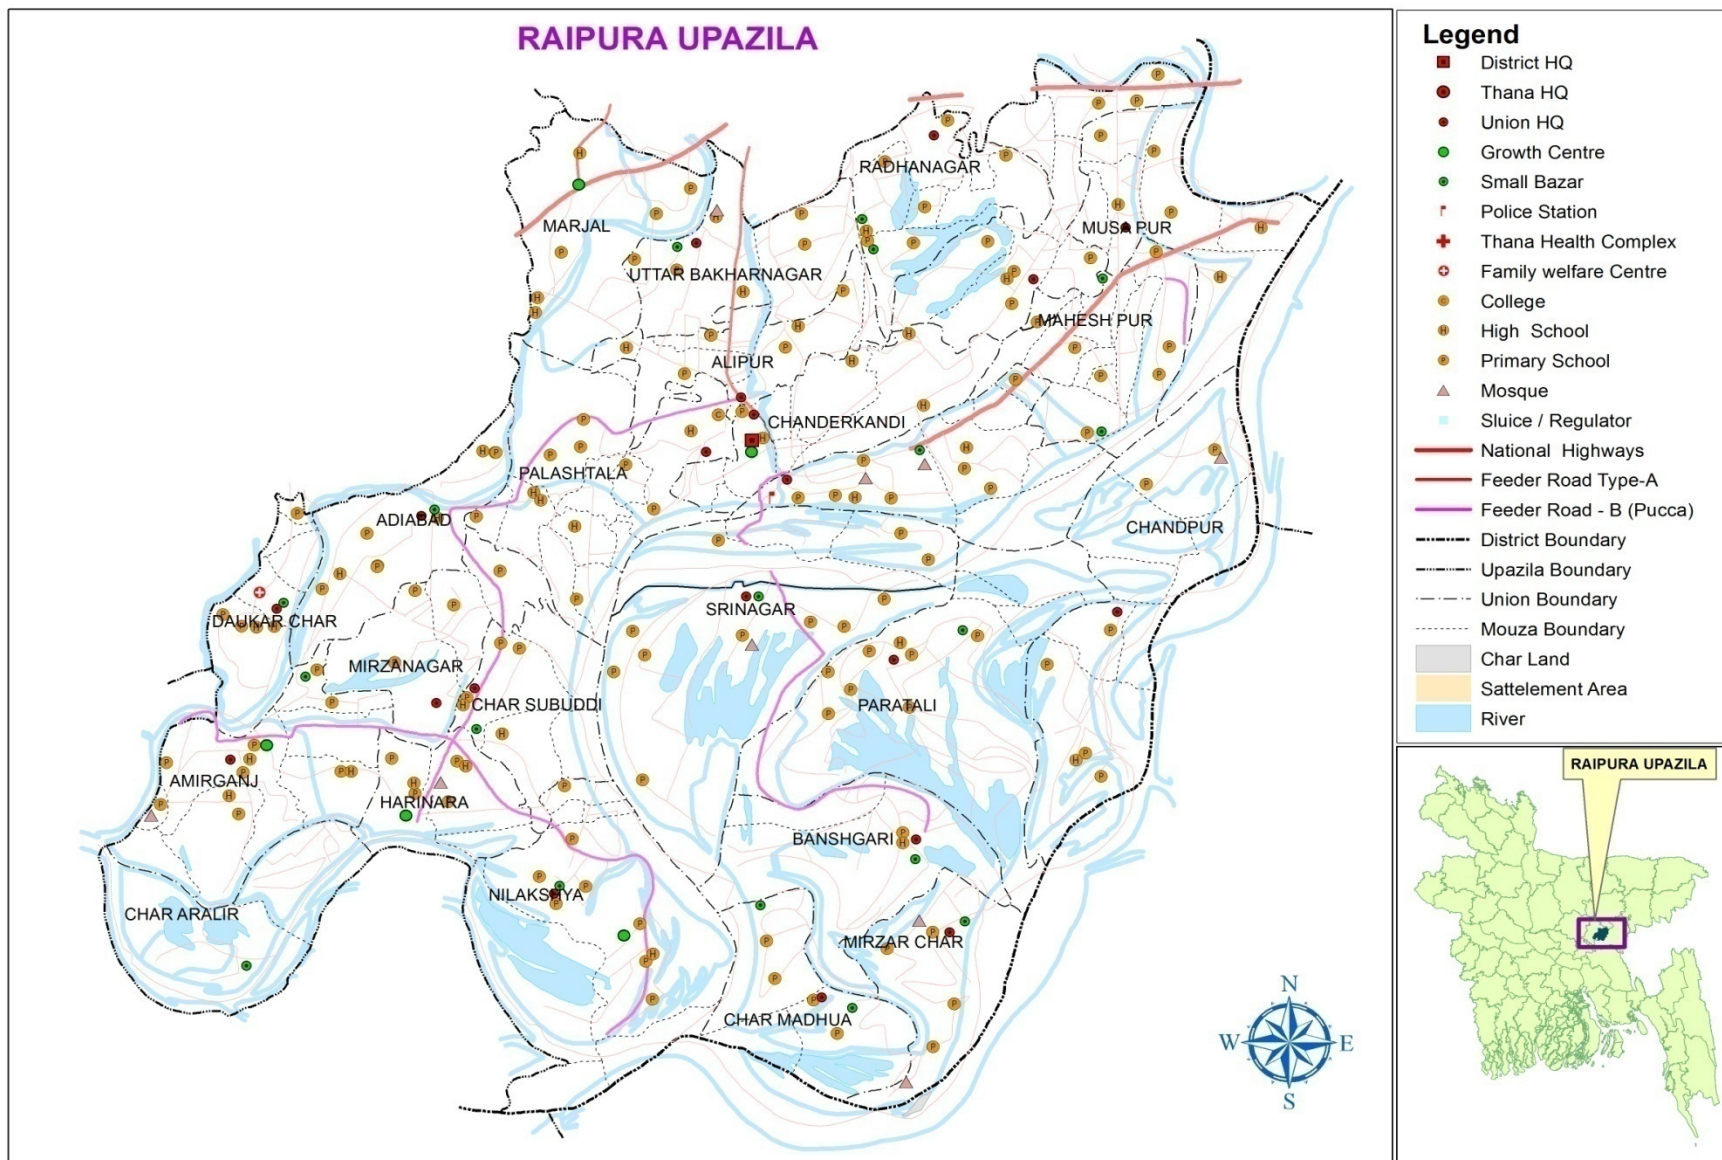 RAIPURA UPAZILA
RADHANAGAR
MARJAL
MUSA PUR
UTTAR BAKHARNAGAR
MAHESH PUR
ALIPUR
CHANDERKANDI
PALASHTALA
ADIABAD
CHANDPUR
SRINAGAR
DAUKAR CHAR
MIRZANAGAR
CHAR SUBUDDI
PARATALI
AMIRGANJ
HARINARA
BANSHGARI
NILAKSHYA
CHAR ARALIR
MIRZAR CHAR
CHAR MADHUA
N
W E
S
Legend
District HQ
Thana HQ
Union HQ
Growth Centre
Small Bazar
Police Station
Thana Health Complex
Family welfare Centre
C College
H High School
P Primary School
Mosque
Sluice / Regulator
National Highways
Feeder Road Type-A
Feeder Road - B (Pucca)
District Boundary
Upazila Boundary
Union Boundary
Mouza Boundary
Char Land
Sattelement Area
River
RAIPURA UPAZILA